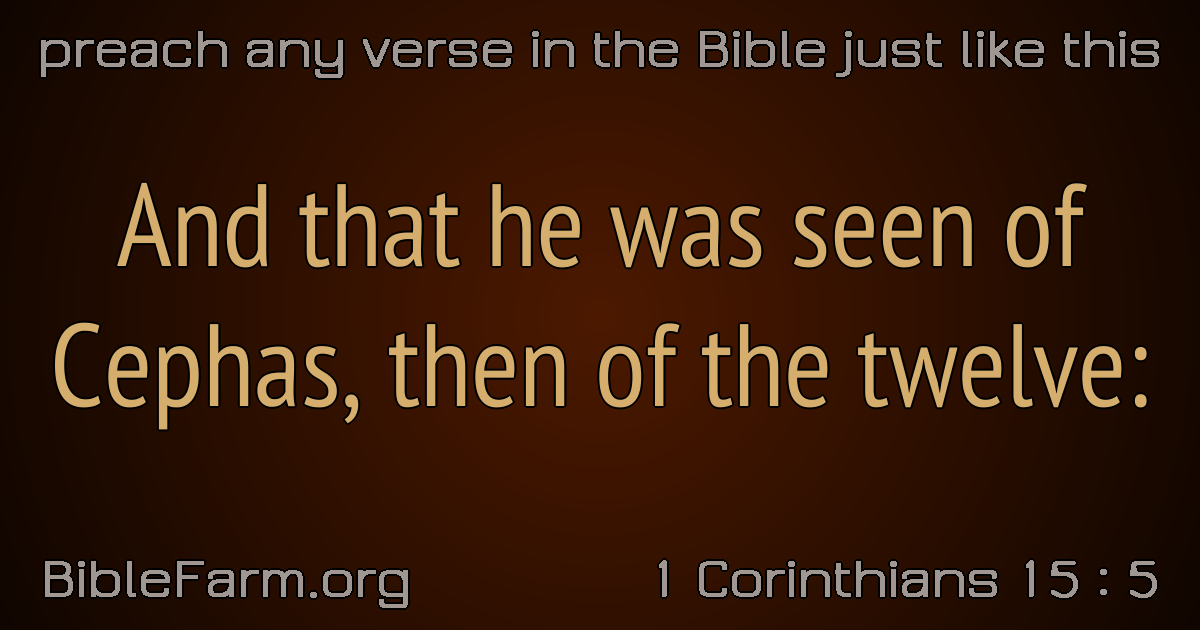 preach any verse in the Bible just like this
And that he was seen of
Cephas, then of the twelve:
BibleFarm.org
1 Corinthians 15 : 5